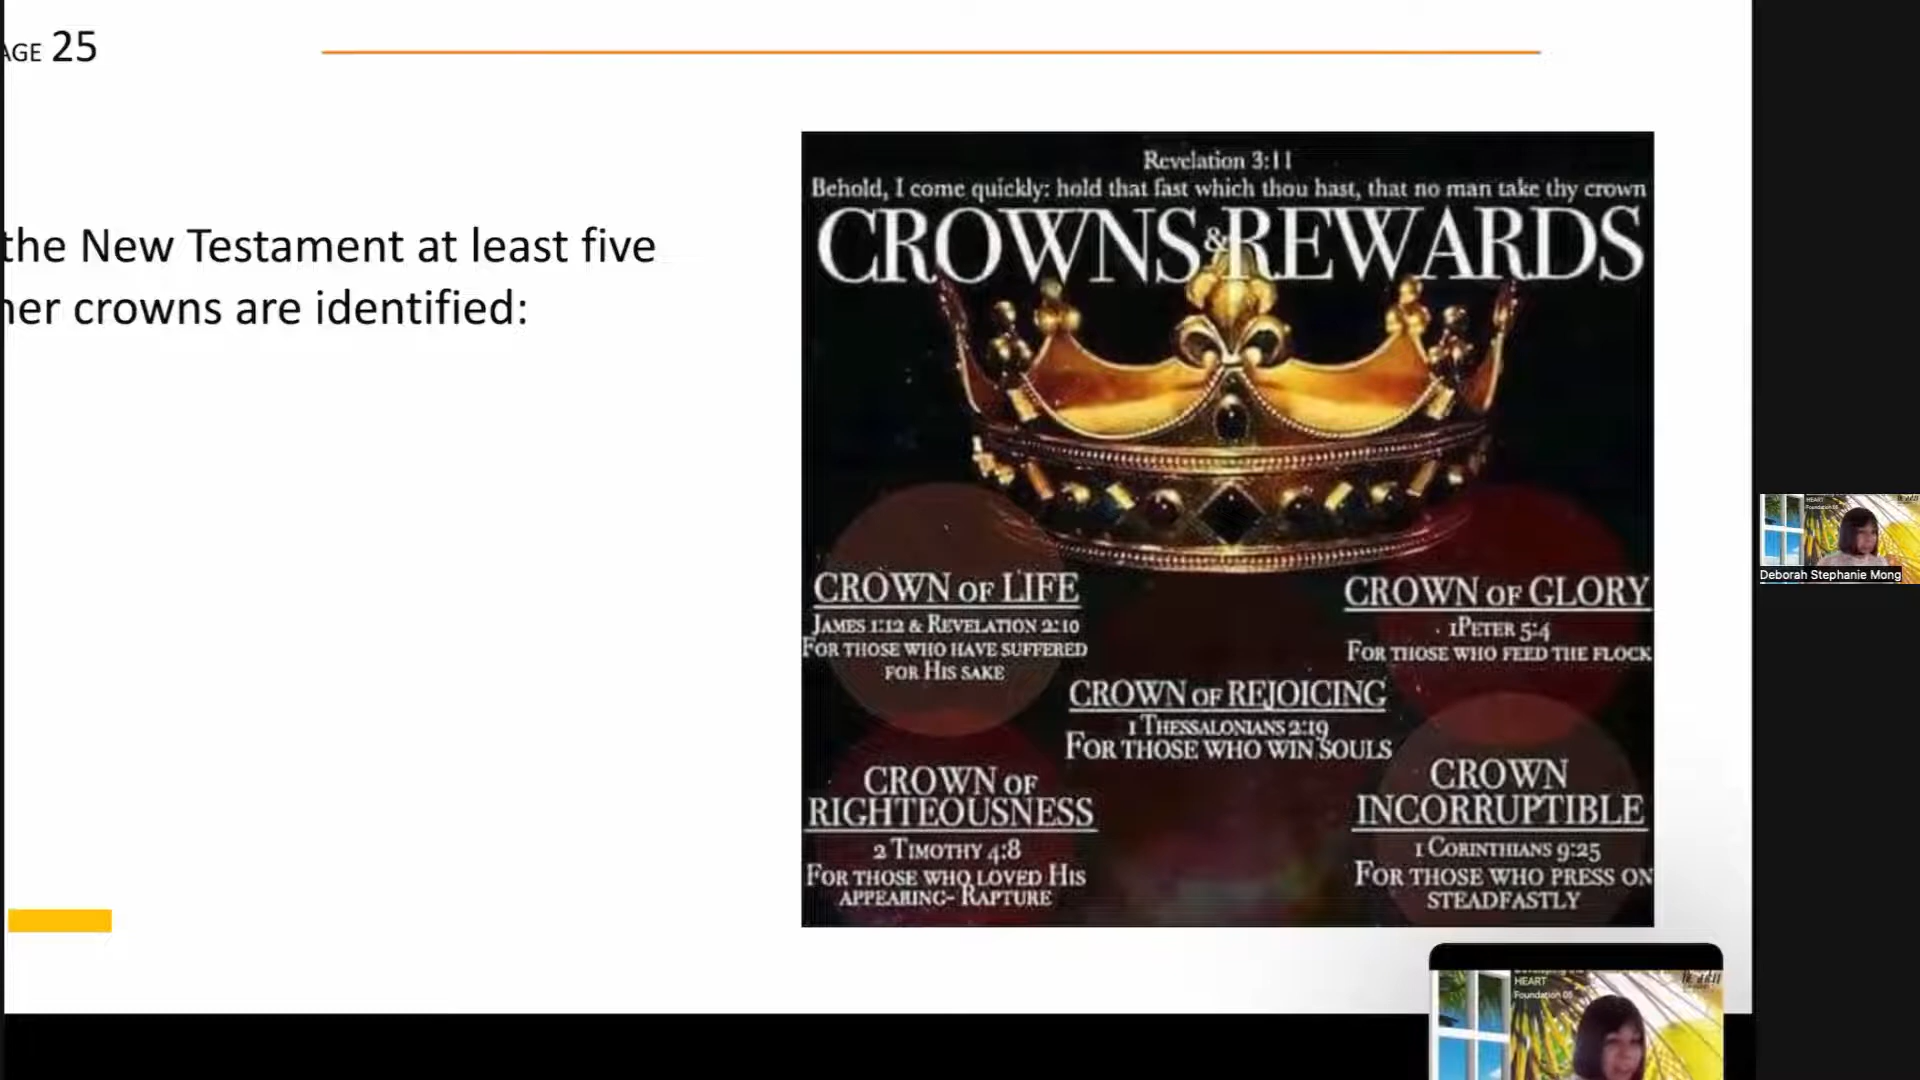 AGE 25
the New Testament at least five
her crowns are identified:
Revelation 3:11
Behold, I come quickly: hold that fast which thou hast, that no man take thy crown
CROWNS & REWARDS
CROWN OF LIFE
JAMES 1:12 & REVELATION 2:10
FOR THOSE WHO HAVE SUFFERED
FOR HIS SAKE
CROWN OF GLORY
1PETER 5:4
FOR THOSE WHO FEED THE FLOCK
CROWN OF REJOICING
1 THESSALONIANS 2:19
FOR THOSE WHO WIN SOULS
CROWN OF
RIGHTEOUSNESS
2 TIMOTHY 4:8
FOR THOSE WHO LOVED HIS
APPEARING- RAPTURE
CROWN
INCORRUPTIBLE
1 CORINTHIANS 9:25
FOR THOSE WHO PRESS ON
STEADFASTLY
HEART
Foundation 05
Deborah Stephanie Mong
HEART
Foundation 05